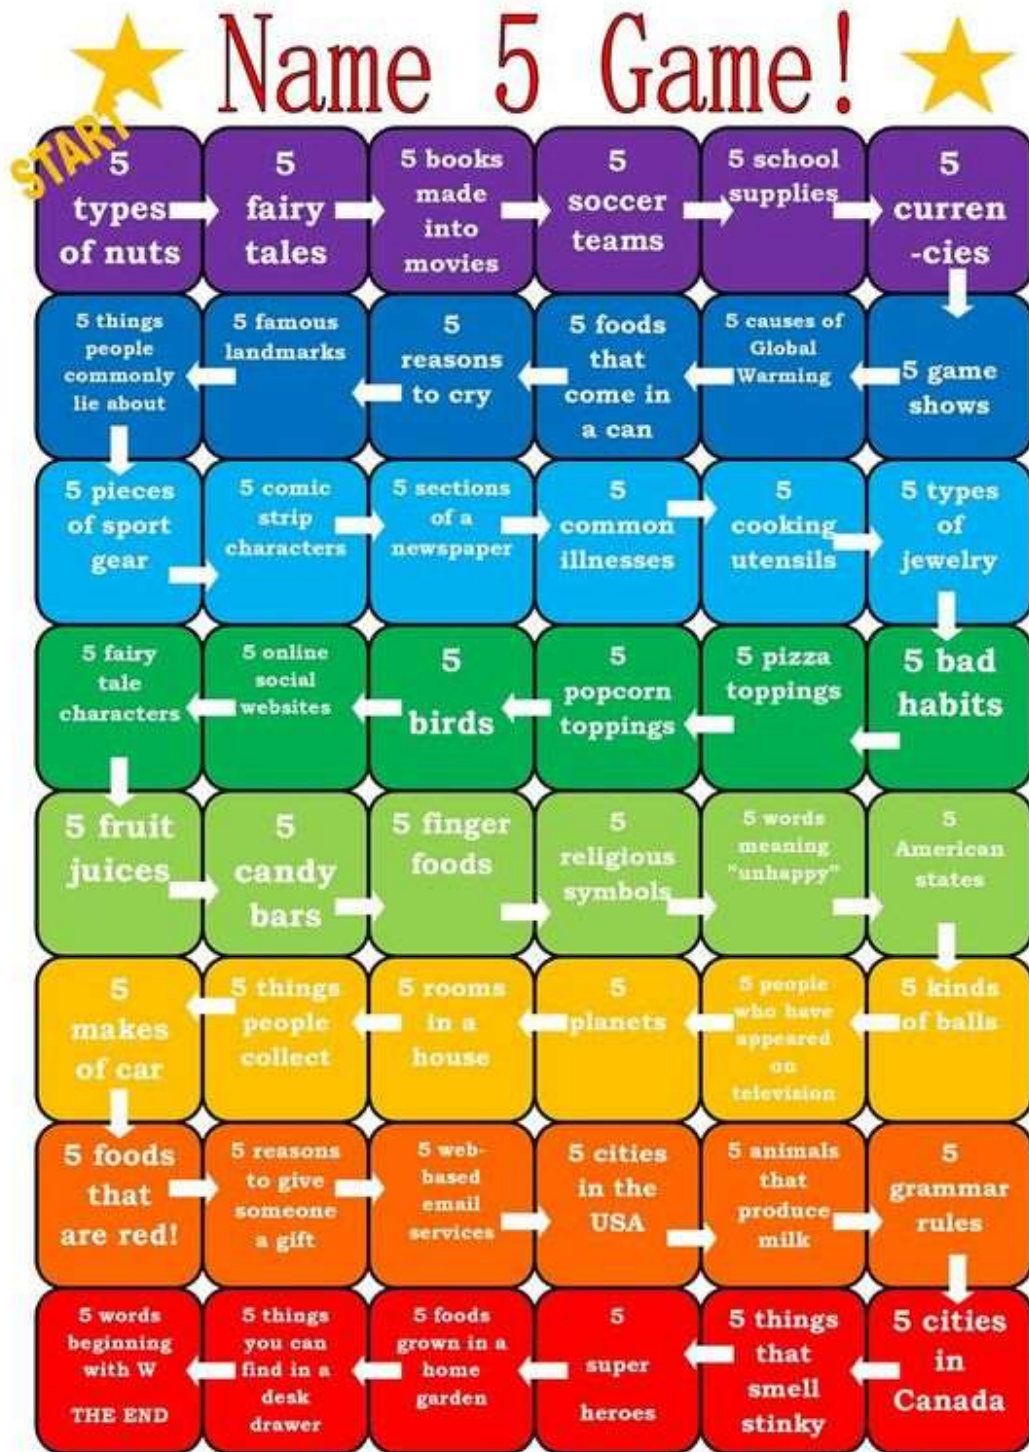 Name 5 Game!
START
5
types
of nuts
5
fairy
tales
5 books
made
into
movies
5
soccer
teams
5 school
supplies
5
curren
-cies
5 things
people
commonly
lie about
5 famous
landmarks
5
reasons
to cry
5 foods
that
come in
a can
5 causes of
Global
Warming
5 game
shows
5 pieces
of sport
gear
5 comic
strip
characters
5 sections
of a
newspaper
5
common
illnesses
5
cooking
utensils
5 types
of
jewelry
5 fairy
tale
characters
5 online
social
websites
5
birds
5
popcorn
toppings
5 pizza
toppings
5 bad
habits
5 fruit
juices
5
candy
bars
5 finger
foods
5
religious
symbols
5 words
meaning
"unhappy"
5
American
states
5
makes
of car
5 things
people
collect
5 rooms
in a
house
5
planets
5 people
who have
appeared
on
television
5 kinds
of balls
5 foods
that
are red!
5 reasons
to give
someone
a gift
5 web-
based
email
services
5 cities
in the
USA
5 animals
that
produce
milk
5
grammar
rules
5 words
beginning
with W
THE END
5 things
you can
find in a
desk
drawer
5 foods
grown in a
home
garden
5
super
heroes
5 things
that
smell
stinky
5 cities
in
Canada